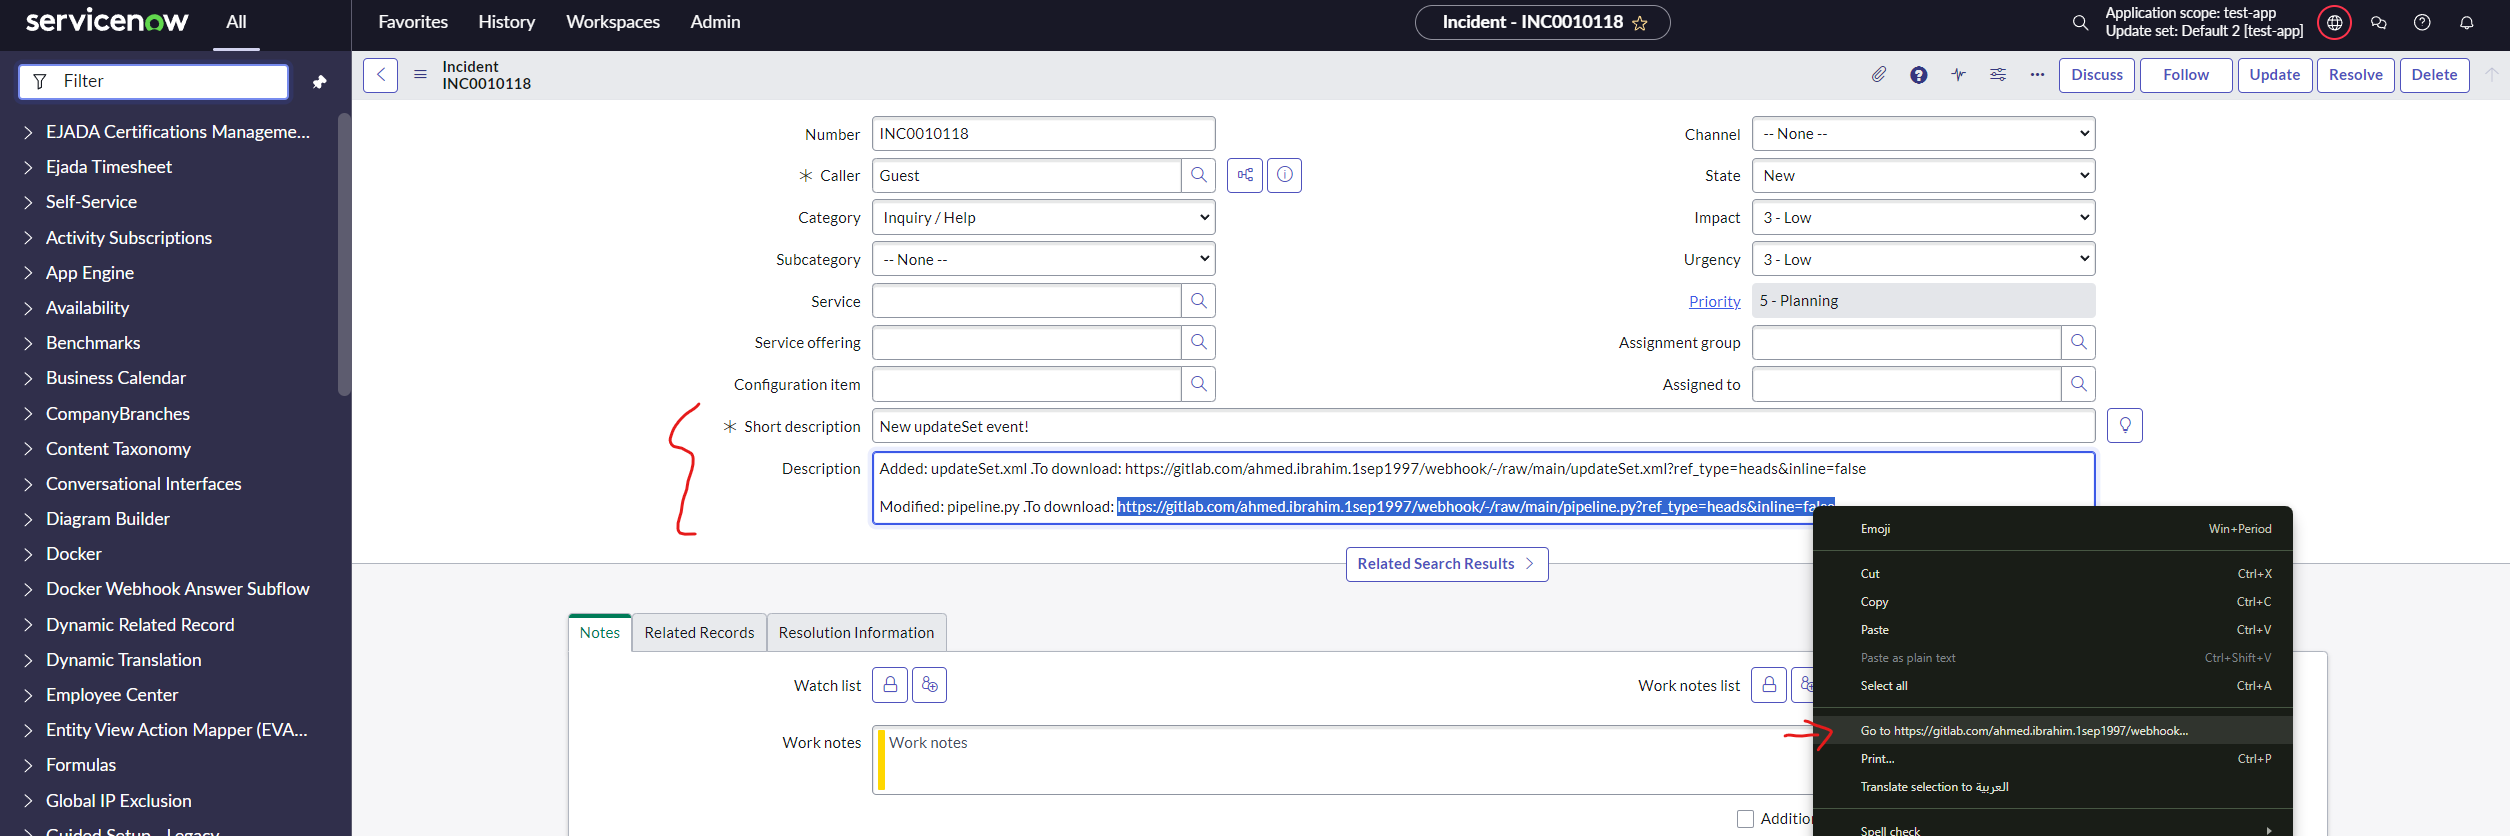 servicenow
All
Favorites
History
Workspaces
Admin
Incident - INC0010118
Application scope: test-app
Update set: Default 2 [test-app]
Filter
EJADA Certifications Manageme...
Ejada Timesheet
Self-Service
Activity Subscriptions
App Engine
Availability
Benchmarks
Business Calendar
CompanyBranches
Content Taxonomy
Conversational Interfaces
Diagram Builder
Docker
Docker Webhook Answer Subflow
Dynamic Related Record
Dynamic Translation
Employee Center
Entity View Action Mapper (EVA...
Formulas
Global IP Exclusion
Guided Setup - Legacy
Incident
INC0010118
Discuss
Follow
Update
Resolve
Delete
Number
INC0010118
Caller
Guest
Category
Inquiry / Help
Subcategory
-- None --
Service
Service offering
Configuration item
Channel
-- None --
State
New
Impact
3 - Low
Urgency
3 - Low
Priority
5 - Planning
Assignment group
Assigned to
Short description
New updateSet event!
Description
Added: updateSet.xml .To download: https://gitlab.com/ahmed.ibrahim.1sep1997/webhook/-/raw/main/updateSet.xml?ref_type=heads&inline=false
Modified: pipeline.py .To download: https://gitlab.com/ahmed.ibrahim.1sep1997/webhook/-/raw/main/pipeline.py?ref_type=heads&inline=false
Related Search Results
Notes
Related Records
Resolution Information
Watch list
Work notes list
Work notes
Work notes
Additio
Emoji
Win+Period
Cut
Ctrl+X
Copy
Ctrl+C
Paste
Ctrl+V
Paste as plain text
Ctrl+Shift+V
Select all
Ctrl+A
Go to https://gitlab.com/ahmed.ibrahim.1sep1997/webhook...
Print...
Ctrl+P
Translate selection to العربية
Spell check